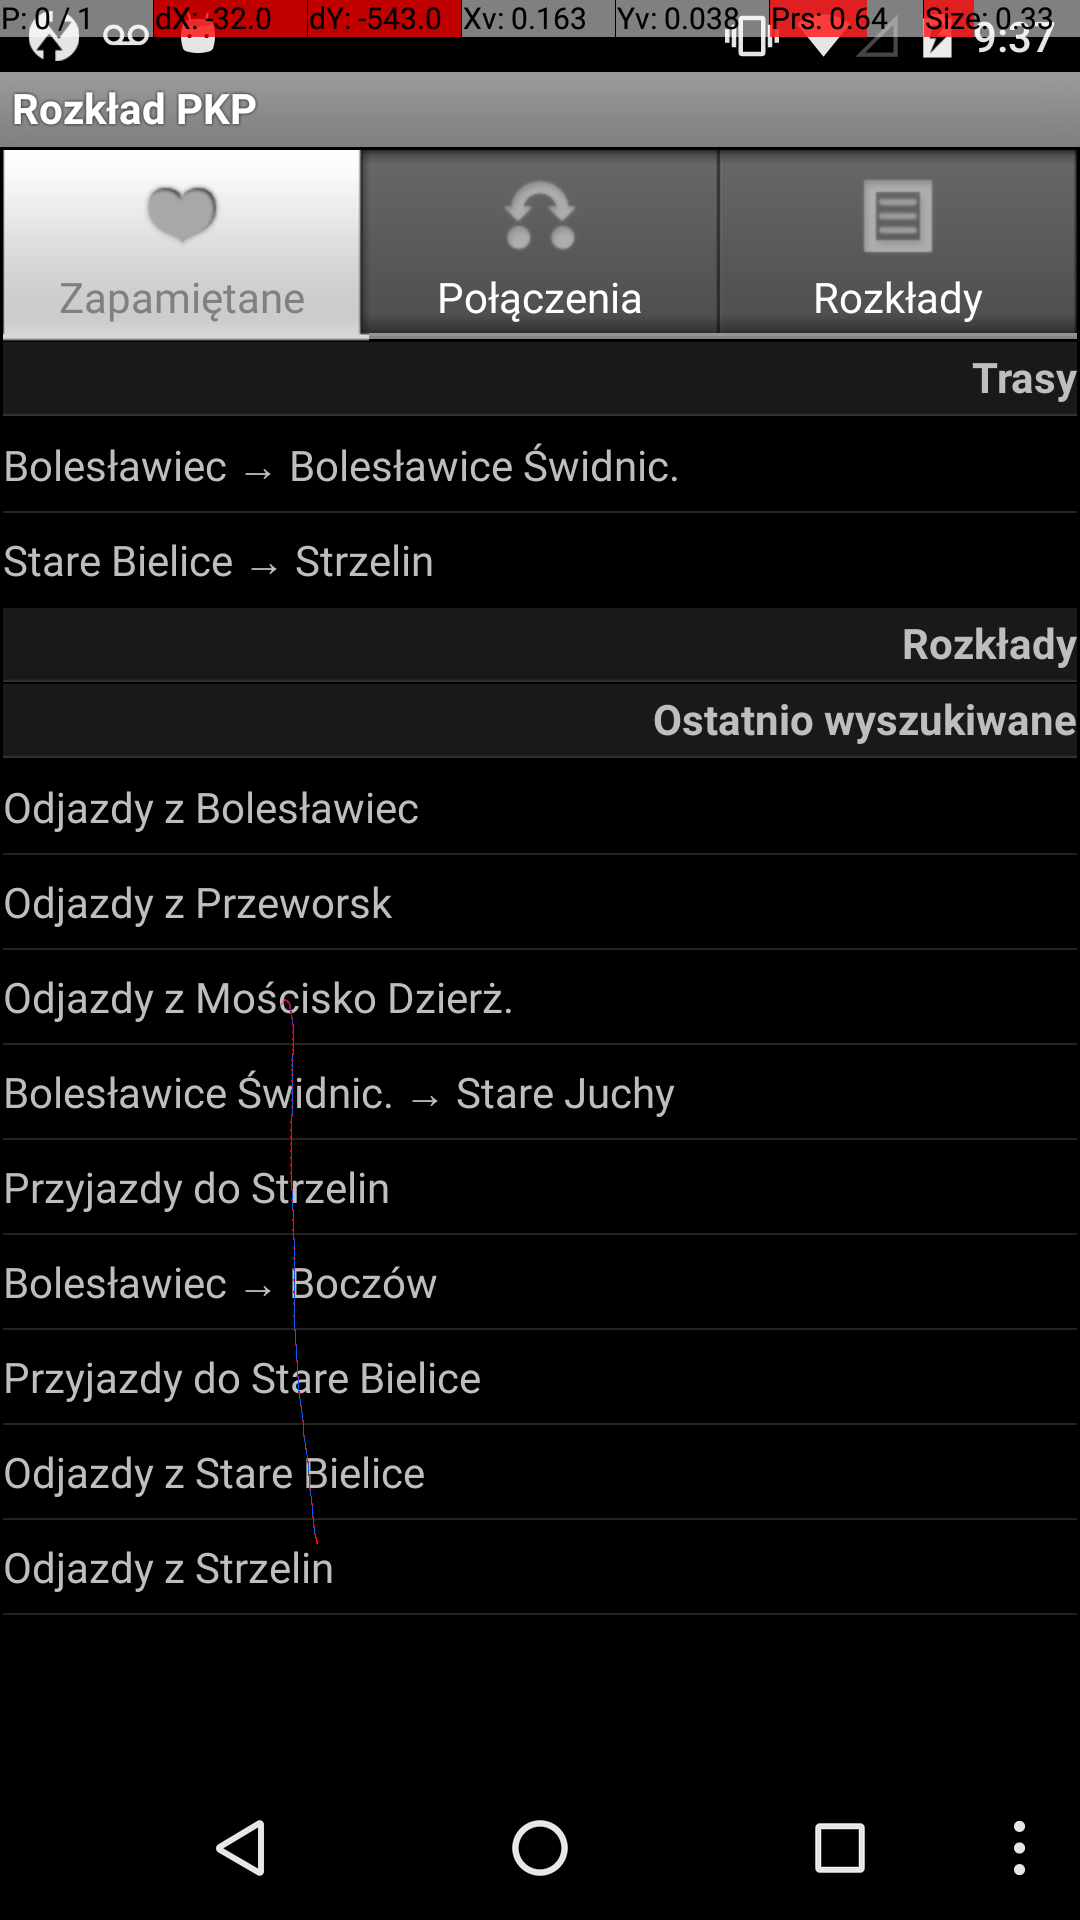 P: 0 / 1 dX: -32.0 dY: -543.0 Xv: 0.163 Yv: 0.038 Prs: 0.64 Size: 0.33
9:37
Rozkład PKP
Zapamiętane Połączenia Rozkłady
Trasy
Bolesławiec → Bolesławice Świdnic.
Stare Bielice → Strzelin
Rozkłady
Ostatnio wyszukiwane
Odjazdy z Bolesławiec
Odjazdy z Przeworsk
Odjazdy z Mościsko Dzierż.
Bolesławice Świdnic. → Stare Juchy
Przyjazdy do Strzelin
Bolesławiec → Boczów
Przyjazdy do Stare Bielice
Odjazdy z Stare Bielice
Odjazdy z Strzelin